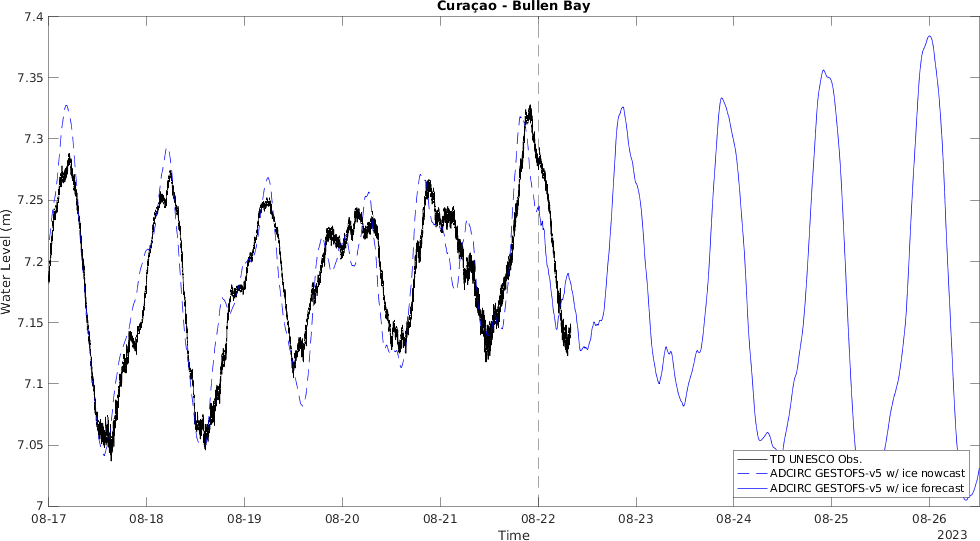 Curaçao - Bullen Bay
7.4
7.35
7.3
7.25
7.2
7.15
7.1
7.05
7
Water Level (m)
08-17 08-18 08-19 08-20 08-21 08-22 08-23 08-24 08-25 08-26
Time
2023
TD UNESCO Obs.
ADCIRC GESTOFS-v5 w/ ice nowcast
ADCIRC GESTOFS-v5 w/ ice forecast